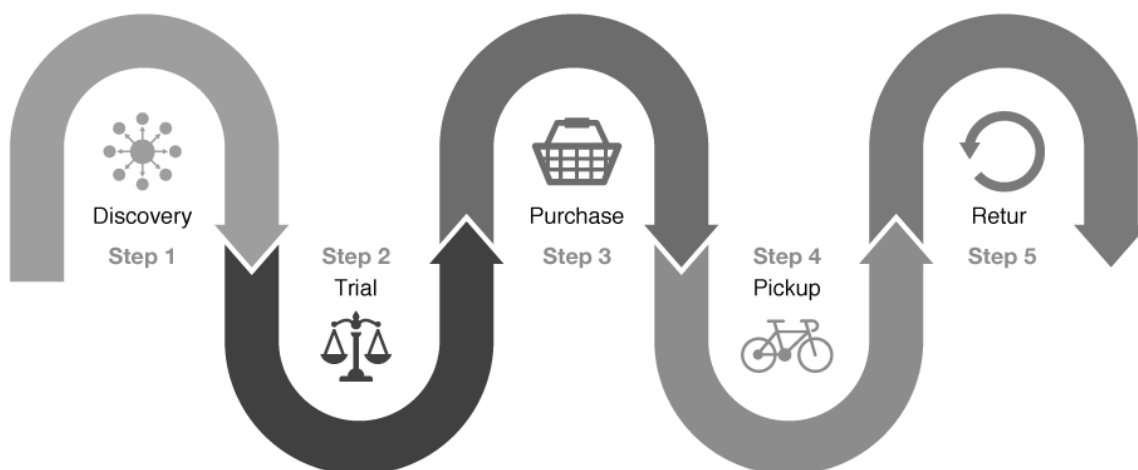 Discovery
Step 1
Step 2
Trial
Purchase
Step 3
Step 4
Pickup
Retur
Step 5